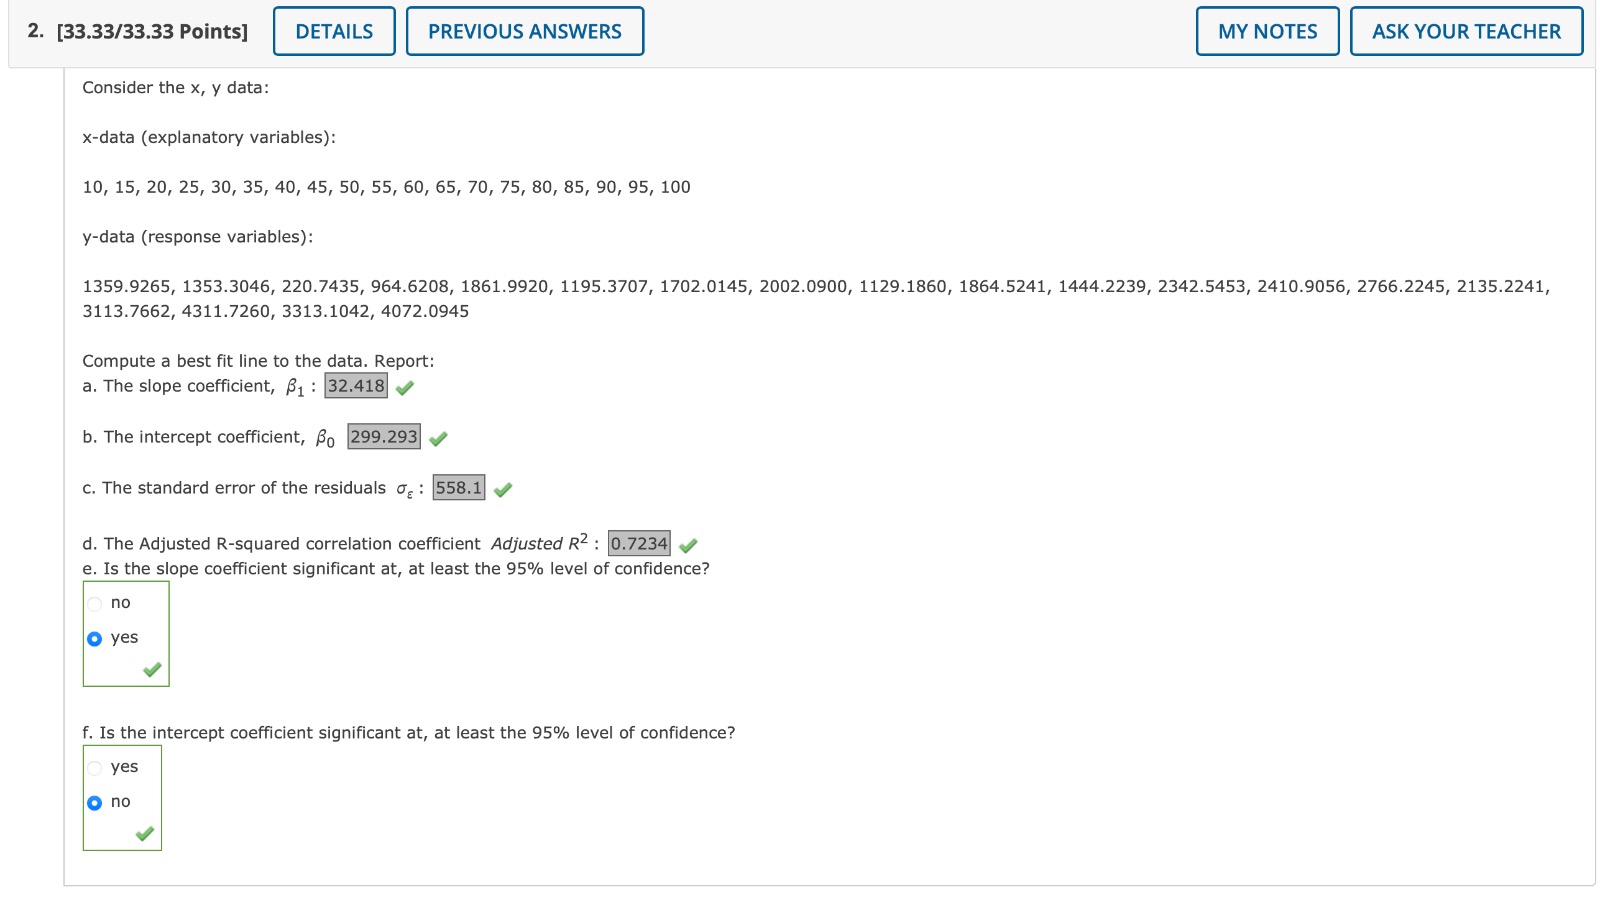 2. [33.33/33.33 Points] DETAILS PREVIOUS ANSWERS MY NOTES ASK YOUR TEACHER
Consider the x, y data:
x-data (explanatory variables):
10, 15, 20, 25, 30, 35, 40, 45, 50, 55, 60, 65, 70, 75, 80, 85, 90, 95, 100
y-data (response variables):
1359.9265, 1353.3046, 220.7435, 964.6208, 1861.9920, 1195.3707, 1702.0145, 2002.0900, 1129.1860, 1864.5241, 1444.2239, 2342.5453, 2410.9056, 2766.2245, 2135.2241,
3113.7662, 4311.7260, 3313.1042, 4072.0945
Compute a best fit line to the data. Report:
a. The slope coefficient, β₁ : 32.418
b. The intercept coefficient, β₀ 299.293
c. The standard error of the residuals σ_ε : 558.1
d. The Adjusted R-squared correlation coefficient Adjusted R² : 0.7234
e. Is the slope coefficient significant at, at least the 95% level of confidence?
no
yes
f. Is the intercept coefficient significant at, at least the 95% level of confidence?
yes
no